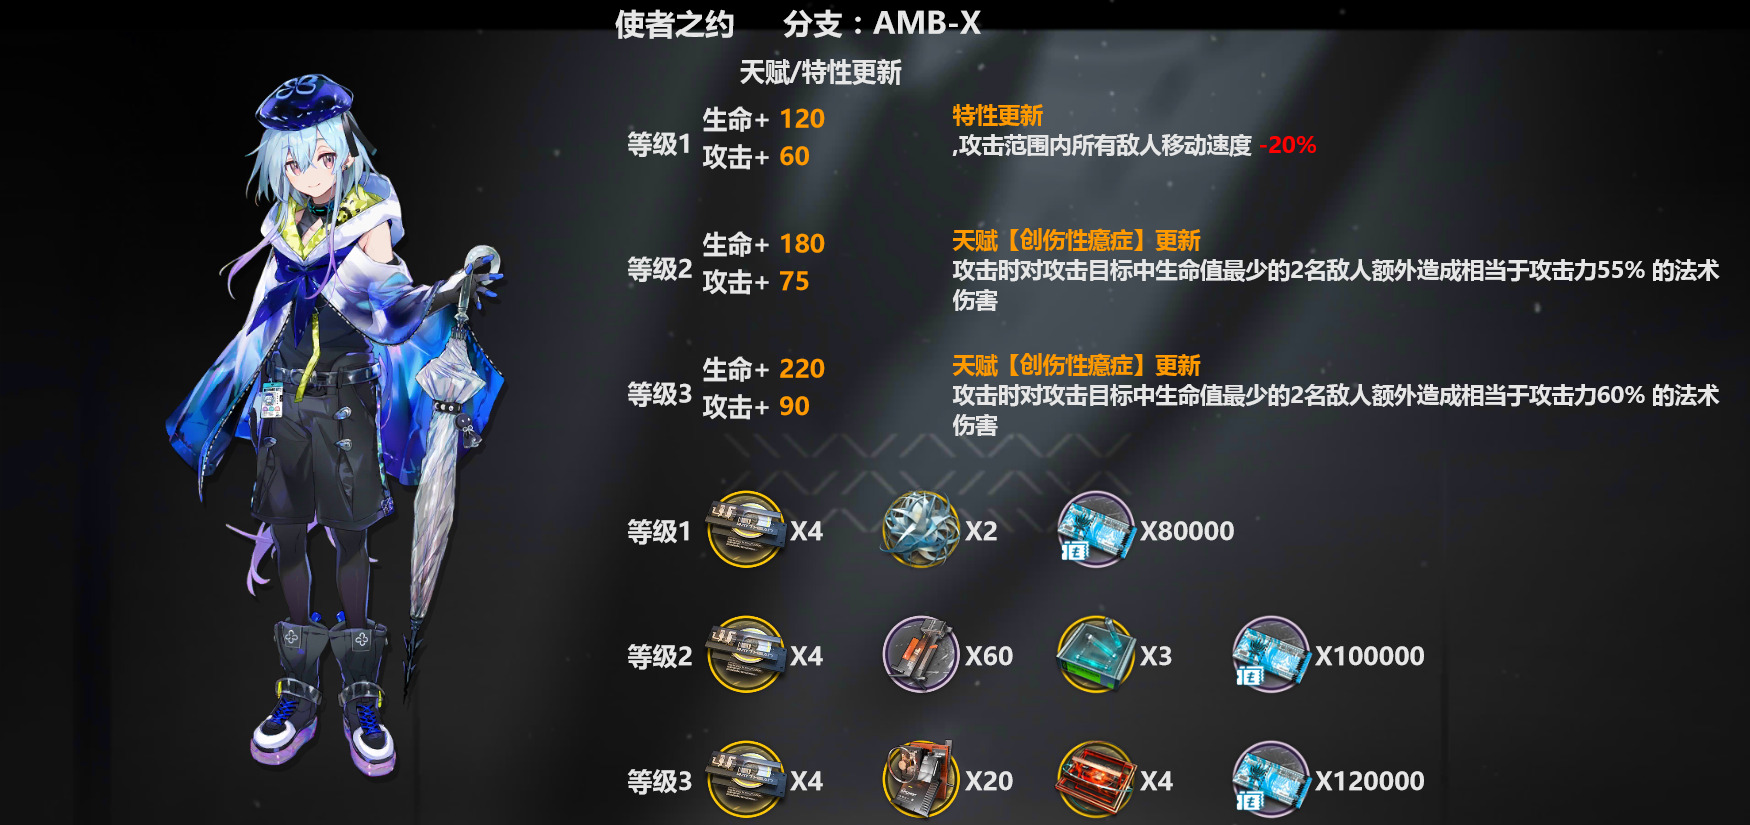 使者之约 分支：AMB-X
天赋/特性更新
等级1
生命+ 120
攻击+ 60
特性更新
,攻击范围内所有敌人移动速度 -20%
等级2
生命+ 180
攻击+ 75
天赋【创伤性癔症】更新
攻击时对攻击目标中生命值最少的2名敌人额外造成相当于攻击力55% 的法术
伤害
等级3
生命+ 220
攻击+ 90
天赋【创伤性癔症】更新
攻击时对攻击目标中生命值最少的2名敌人额外造成相当于攻击力60% 的法术
伤害
等级1 X4 X2 X80000
等级2 X4 X60 X3 X100000
等级3 X4 X20 X4 X120000